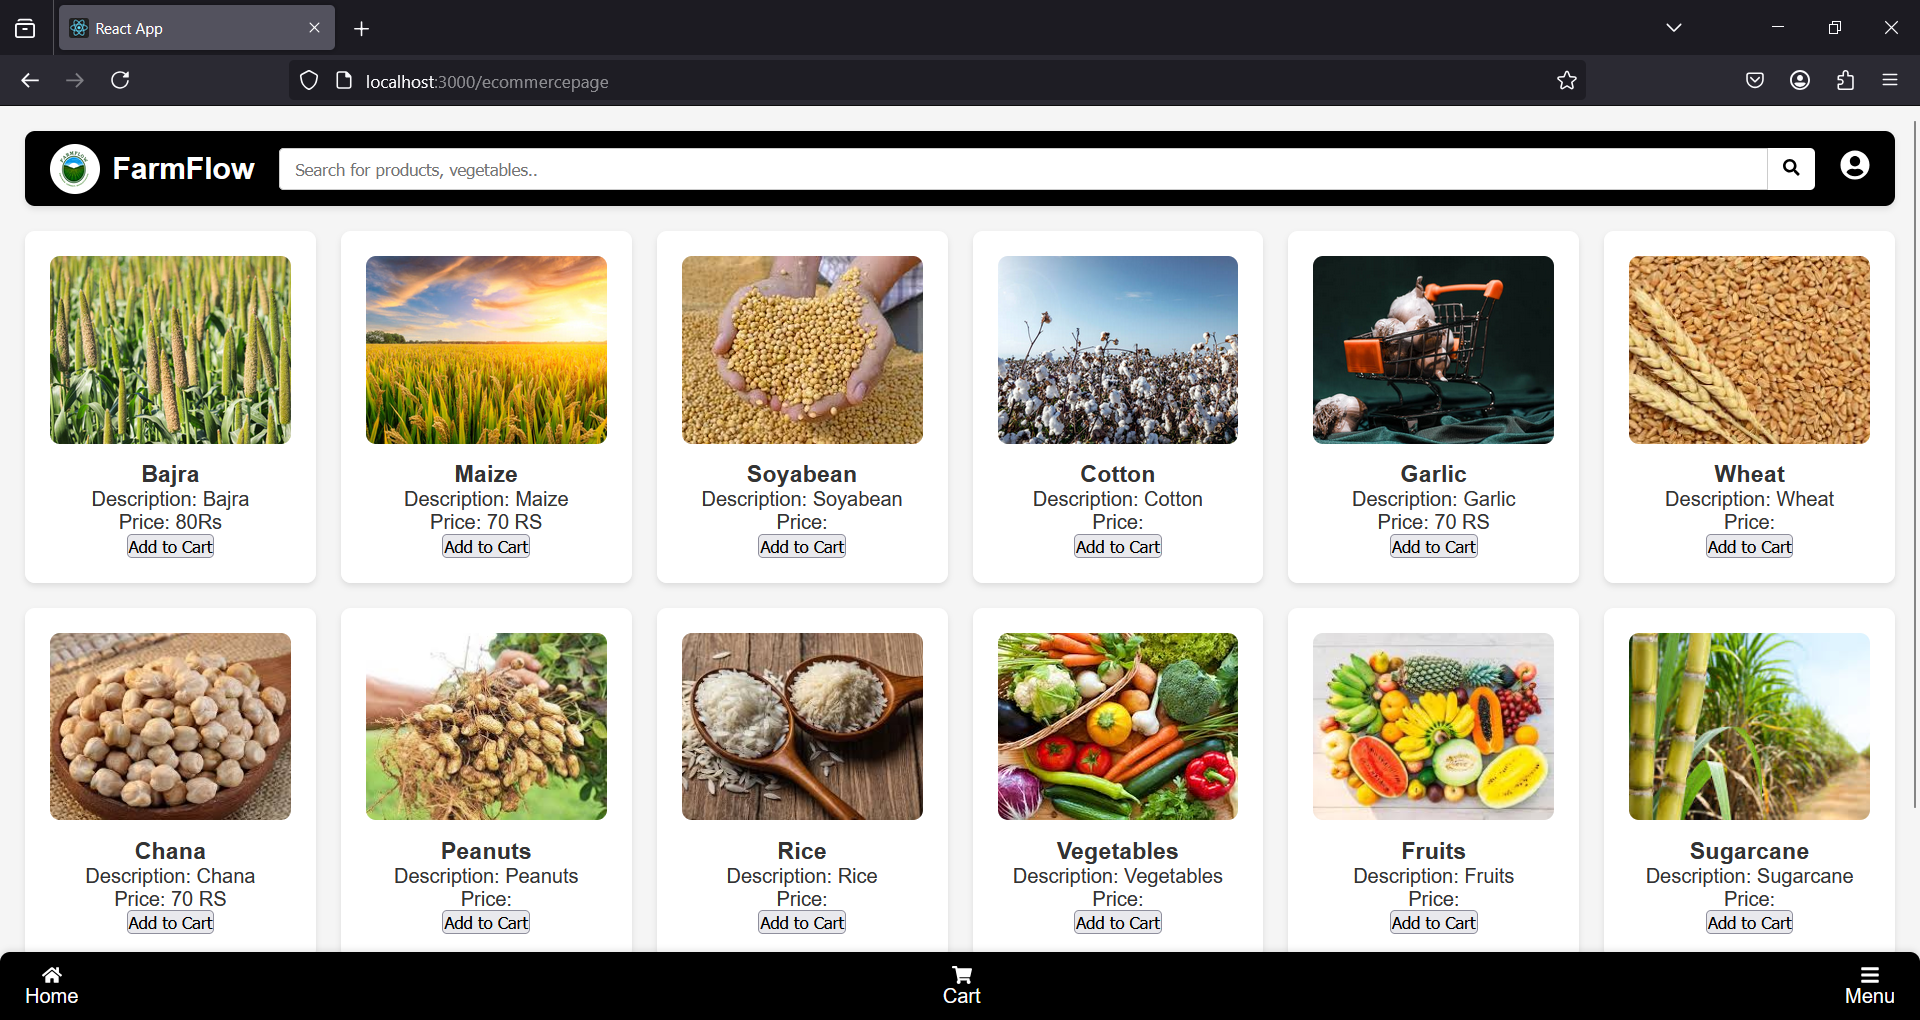 React App
localhost:3000/ecommercepage
FARMFLOW
FarmFlow
Search for products, vegetables..
Bajra
Description: Bajra
Price: 80Rs
Add to Cart
Maize
Description: Maize
Price: 70 RS
Add to Cart
Soyabean
Description: Soyabean
Price:
Add to Cart
Cotton
Description: Cotton
Price:
Add to Cart
Garlic
Description: Garlic
Price: 70 RS
Add to Cart
Wheat
Description: Wheat
Price:
Add to Cart
Chana
Description: Chana
Price: 70 RS
Add to Cart
Peanuts
Description: Peanuts
Price:
Add to Cart
Rice
Description: Rice
Price:
Add to Cart
Vegetables
Description: Vegetables
Price:
Add to Cart
Fruits
Description: Fruits
Price:
Add to Cart
Sugarcane
Description: Sugarcane
Price:
Add to Cart
Home
Cart
Menu